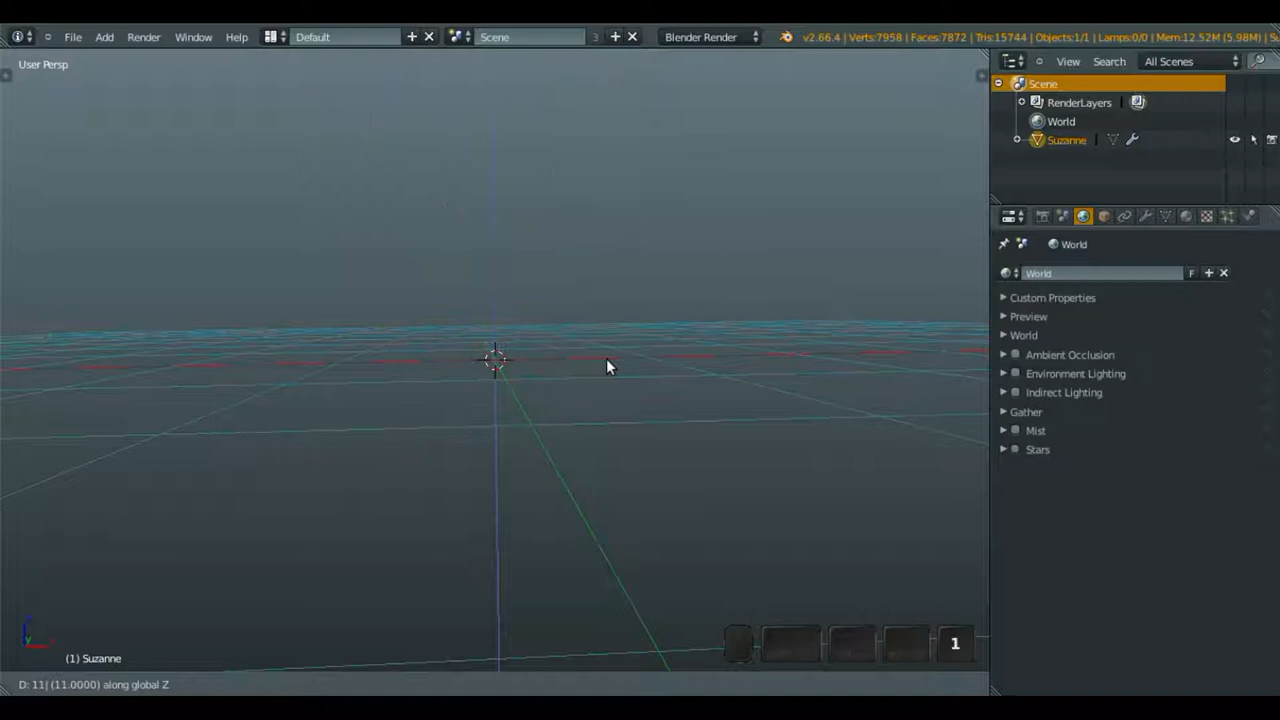 File Add Render Window Help Default Scene 3 Blender Render v2.66.4 | Verts:7958 | Faces:7872 | Tris:15744 | Objects:1/1 | Lamps:0/0 | Mem:12.52M (5.98M) |
User Persp
View Search All Scenes
Scene
RenderLayers
World
Suzanne
World
World F
Custom Properties
Preview
World
Ambient Occlusion
Environment Lighting
Indirect Lighting
Gather
Mist
Stars
1
(1) Suzanne
D: 11| (11.0000) along global Z